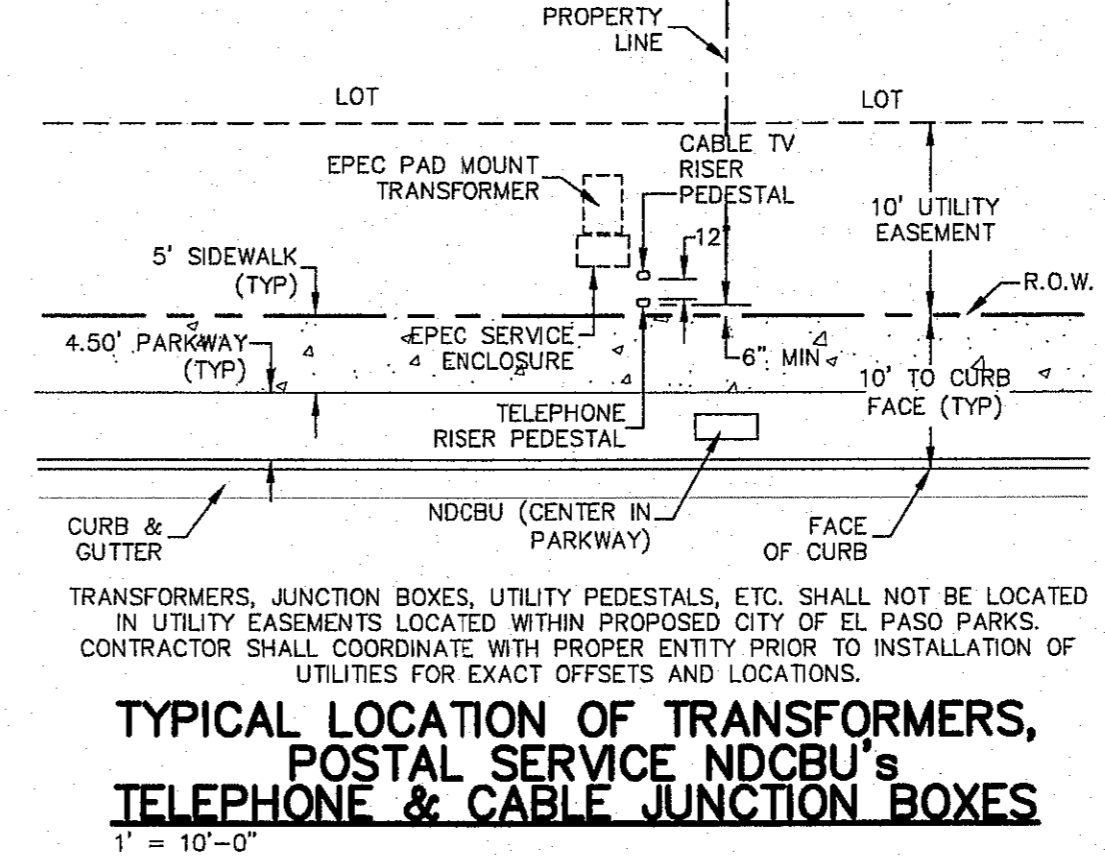 PROPERTY
LINE
LOT
LOT
CABLE TV
RISER
PEDESTAL
EPEC PAD MOUNT
TRANSFORMER
10' UTILITY
EASEMENT
12
5' SIDEWALK
(TYP)
R.O.W.
4.50' PARKWAY
(TYP)
EPEC SERVICE
ENCLOSURE
6" MIN
10' TO CURB
FACE (TYP)
TELEPHONE
RISER PEDESTAL
NDCBU (CENTER IN
PARKWAY)
CURB &
GUTTER
FACE
OF CURB
TRANSFORMERS, JUNCTION BOXES, UTILITY PEDESTALS, ETC. SHALL NOT BE LOCATED
IN UTILITY EASEMENTS LOCATED WITHIN PROPOSED CITY OF EL PASO PARKS.
CONTRACTOR SHALL COORDINATE WITH PROPER ENTITY PRIOR TO INSTALLATION OF
UTILITIES FOR EXACT OFFSETS AND LOCATIONS.
TYPICAL LOCATION OF TRANSFORMERS,
POSTAL SERVICE NDCBU's
TELEPHONE & CABLE JUNCTION BOXES
1' = 10'-0"